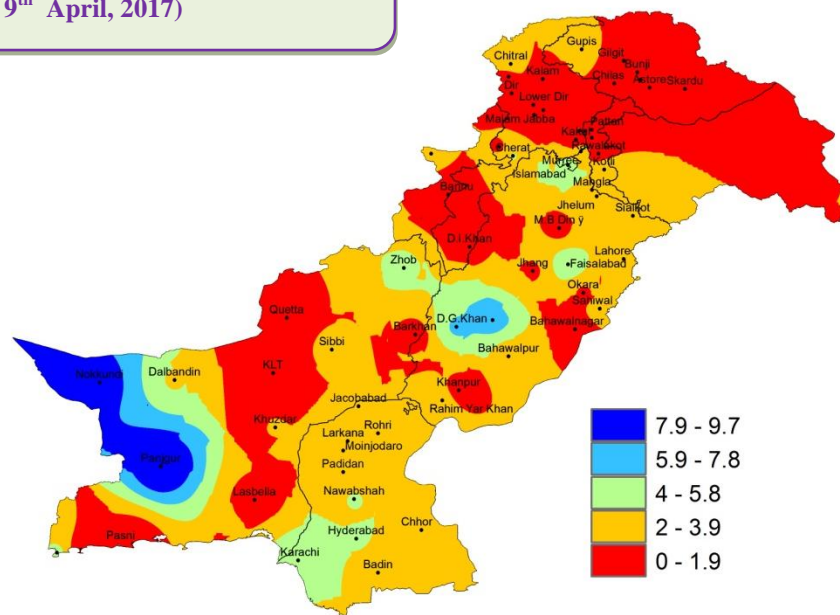 9th April, 2017)
Gupis
Chitral
Gilgit
Bunji
Kalam
Chilas
Astore Skardu
Dir
Lower Dir
Malam Jabba
Pattan
Kakul
Rawalakot
Cherat
Murree
Kotli
Islamabad
Bannu
Mangla
Jhelum
Sialkot
M.B.Din ÿ
D.I.Khan
Zhob
Lahore
Jhang
Faisalabad
Okara
Sahiwal
Quetta
D.G.Khan
Barkhan
Bahawalnagar
Sibbi
Bahawalpur
Nokkundi
Dalbandin
KLT
Khanpur
Jacobabad
Rahim Yar Khan
Khuzdar
Rohri
Larkana
Moinjodaro
Panjgur
Padidan
Lasbella
Nawabshah
Chhor
Pasni
Hyderabad
Karachi
Badin
7.9 - 9.7
5.9 - 7.8
4 - 5.8
2 - 3.9
0 - 1.9